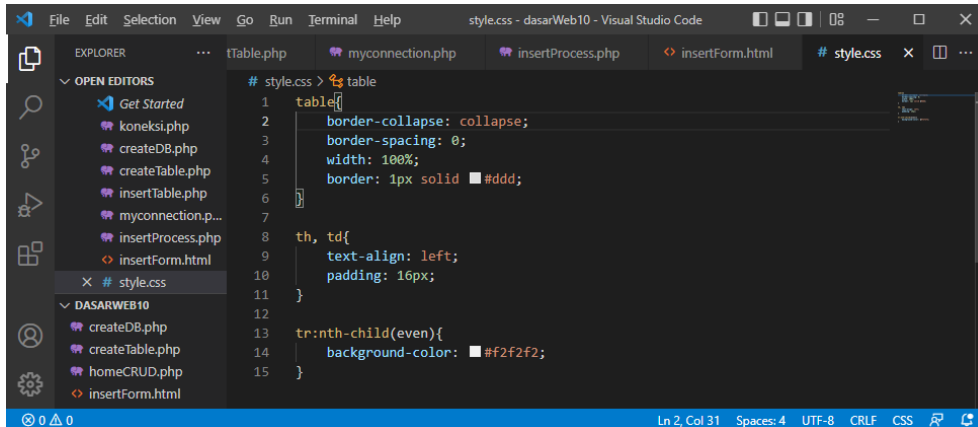 File Edit Selection View Go Run Terminal Help style.css - dasarWeb10 - Visual Studio Code
EXPLORER ... tTable.php myconnection.php insertProcess.php insertForm.html # style.css
OPEN EDITORS
Get Started
koneksi.php
createDB.php
createTable.php
insertTable.php
myconnection.p...
insertProcess.php
insertForm.html
# style.css
DASARWEB10
createDB.php
createTable.php
homeCRUD.php
insertForm.html
# style.css > table
1 table{
2 border-collapse: collapse;
3 border-spacing: 0;
4 width: 100%;
5 border: 1px solid #ddd;
6 }
7
8 th, td{
9 text-align: left;
10 padding: 16px;
11 }
12
13 tr:nth-child(even){
14 background-color: #f2f2f2;
15 }
0 0 Ln 2, Col 31 Spaces: 4 UTF-8 CRLF CSS